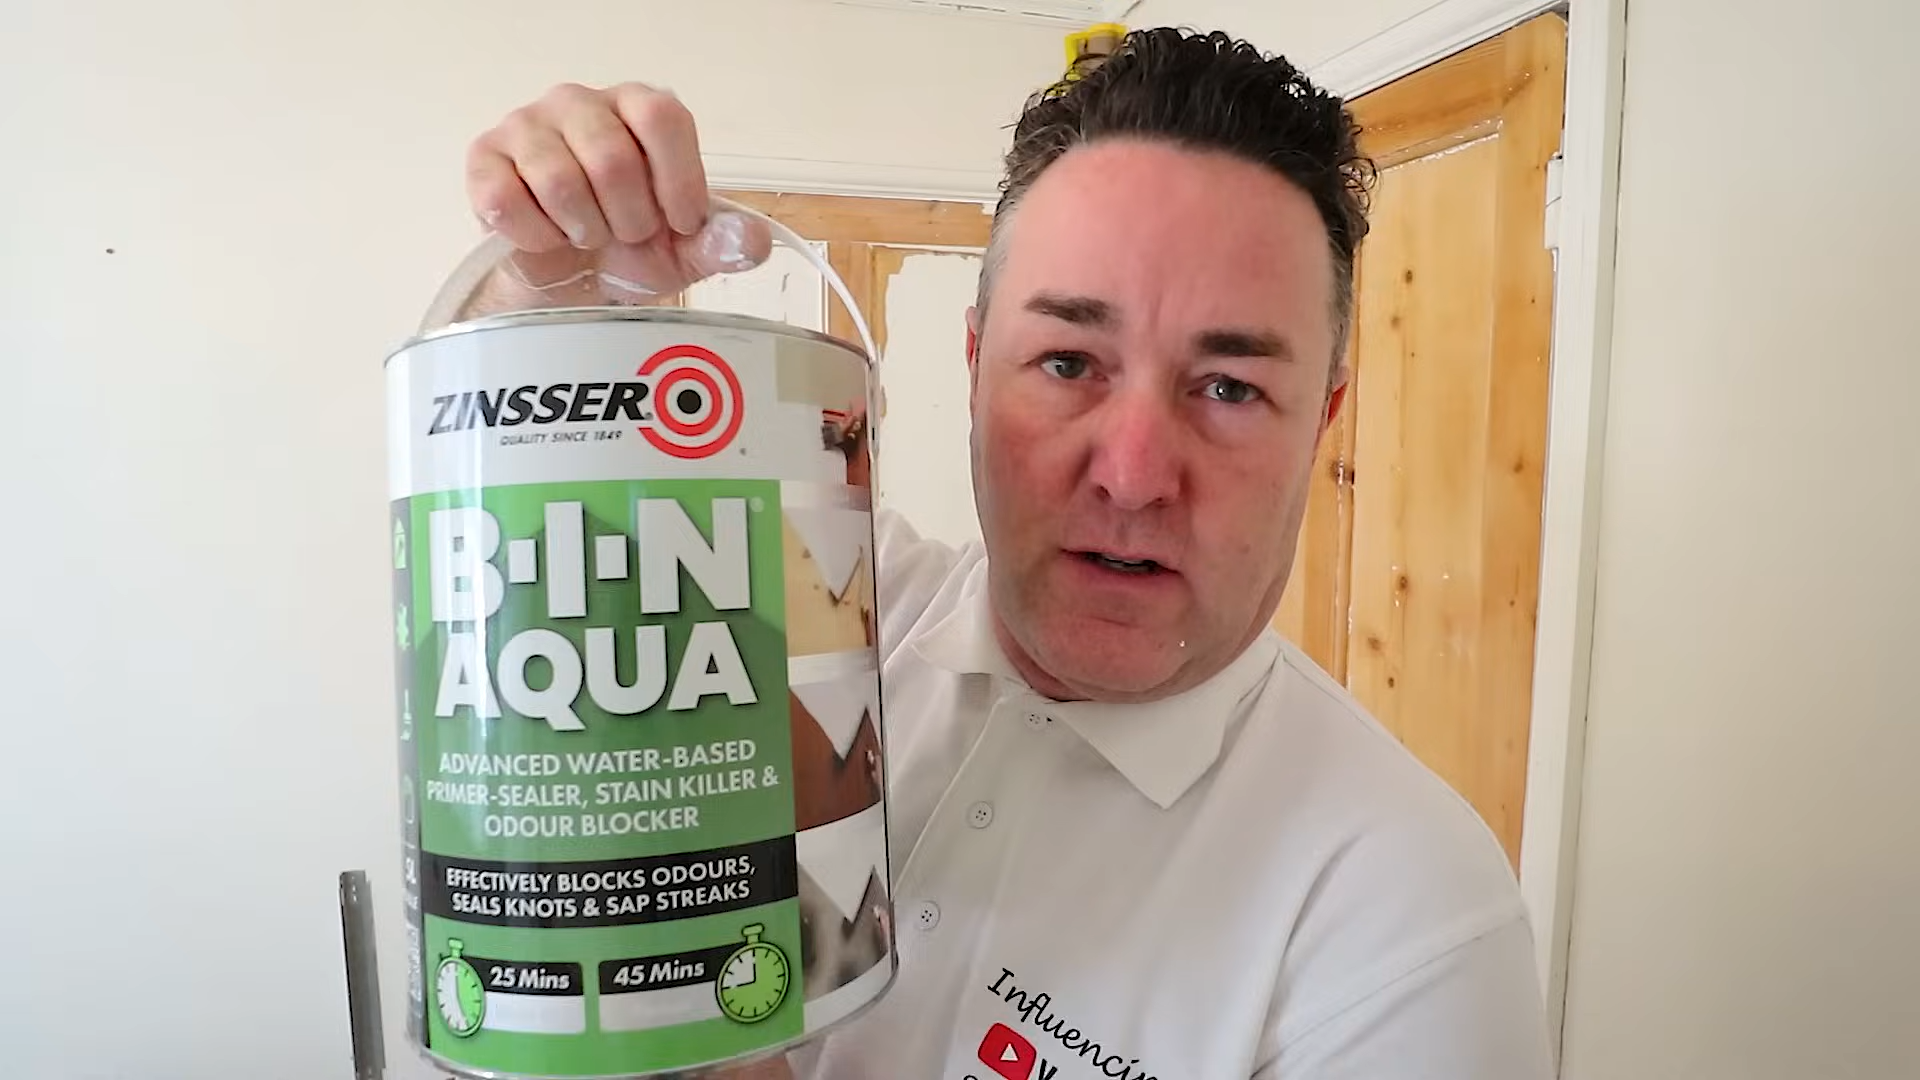 ZINSSER
QUALITY SINCE 1849
B·I·N®
AQUA
ADVANCED WATER-BASED
PRIMER-SEALER, STAIN KILLER &
ODOUR BLOCKER
EFFECTIVELY BLOCKS ODOURS,
SEALS KNOTS & SAP STREAKS
25 Mins
45 Mins
5L
Influencin